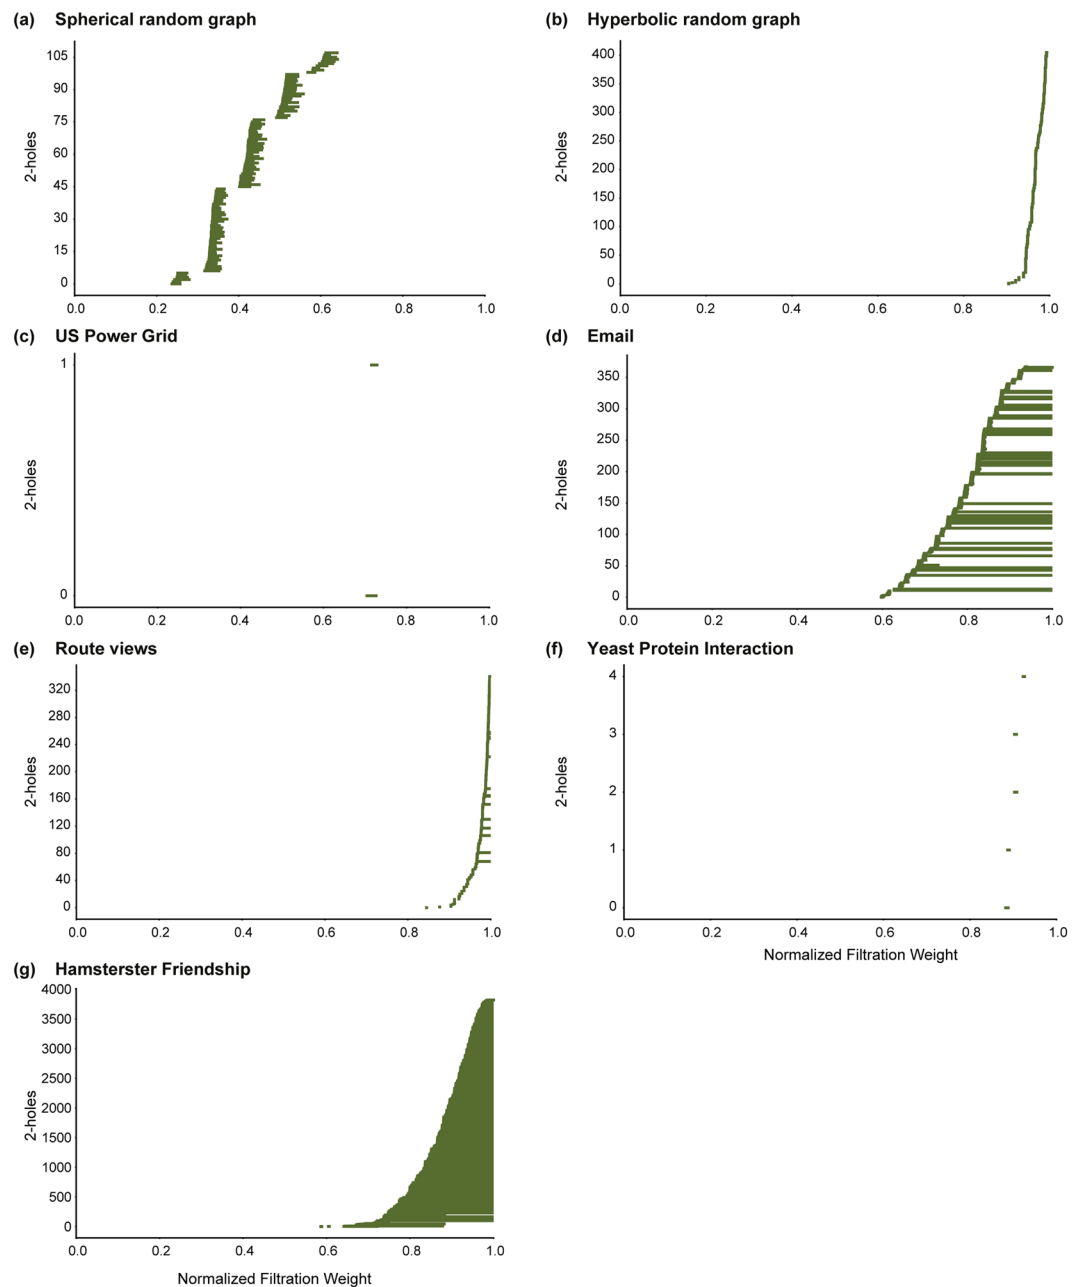 (a) Spherical random graph
105
90
75
60
45
30
15
0
2-holes
0.0 0.2 0.4 0.6 0.8 1.0
(b) Hyperbolic random graph
400
350
300
250
200
150
100
50
0
2-holes
0.0 0.2 0.4 0.6 0.8 1.0
(c) US Power Grid
1
0
2-holes
0.0 0.2 0.4 0.6 0.8 1.0
(d) Email
350
300
250
200
150
100
50
0
2-holes
0.0 0.2 0.4 0.6 0.8 1.0
(e) Route views
320
280
240
200
160
120
80
40
0
2-holes
0.0 0.2 0.4 0.6 0.8 1.0
(f) Yeast Protein Interaction
4
3
2
1
0
2-holes
0.0 0.2 0.4 0.6 0.8 1.0
Normalized Filtration Weight
(g) Hamsterster Friendship
4000
3500
3000
2500
2000
1500
1000
500
0
2-holes
0.0 0.2 0.4 0.6 0.8 1.0
Normalized Filtration Weight